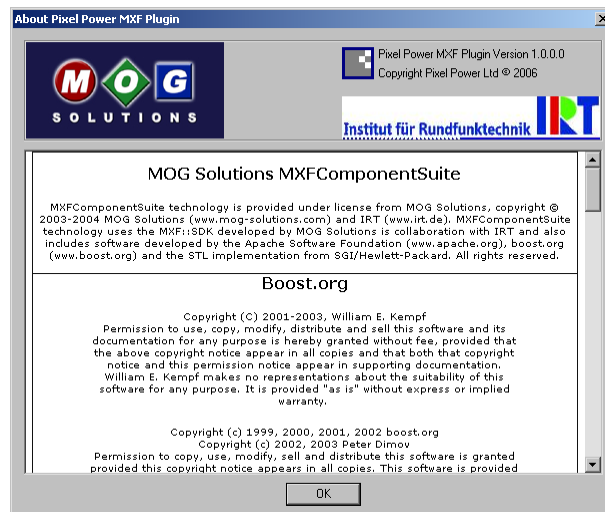 About Pixel Power MXF Plugin
MOG
SOLUTIONS
Pixel Power MXF Plugin Version 1.0.0.0
Copyright Pixel Power Ltd © 2006
Institut für Rundfunktechnik IRT
MOG Solutions MXFComponentSuite
MXFComponentSuite technology is provided under license from MOG Solutions, copyright ©
2003-2004 MOG Solutions (www.mog-solutions.com) and IRT (www.irt.de). MXFComponentSuite
technology uses the MXF::SDK developed by MOG Solutions is collaboration with IRT and also
includes software developed by the Apache Software Foundation (www.apache.org), boost.org
(www.boost.org) and the STL implementation from SGI/Hewlett-Packard. All rights reserved.
Boost.org
Copyright (C) 2001-2003, William E. Kempf
Permission to use, copy, modify, distribute and sell this software and its
documentation for any purpose is hereby granted without fee, provided that
the above copyright notice appear in all copies and that both that copyright
notice and this permission notice appear in supporting documentation.
William E. Kempf makes no representations about the suitability of this
software for any purpose. It is provided "as is" without express or implied
warranty.
Copyright (c) 1999, 2000, 2001, 2002 boost.org
Copyright (c) 2002, 2003 Peter Dimov
Permission to copy, use, modify, sell and distribute this software is granted
provided this copyright notice appears in all copies. This software is provided
OK